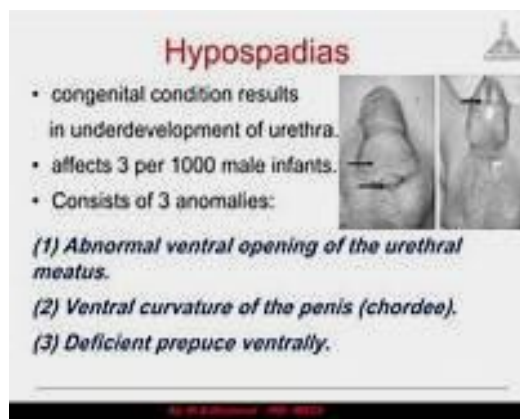 Hypospadias
• congenital condition results
in underdevelopment of urethra.
• affects 3 per 1000 male infants.
• Consists of 3 anomalies:
(1) Abnormal ventral opening of the urethral
meatus.
(2) Ventral curvature of the penis (chordee).
(3) Deficient prepuce ventrally.